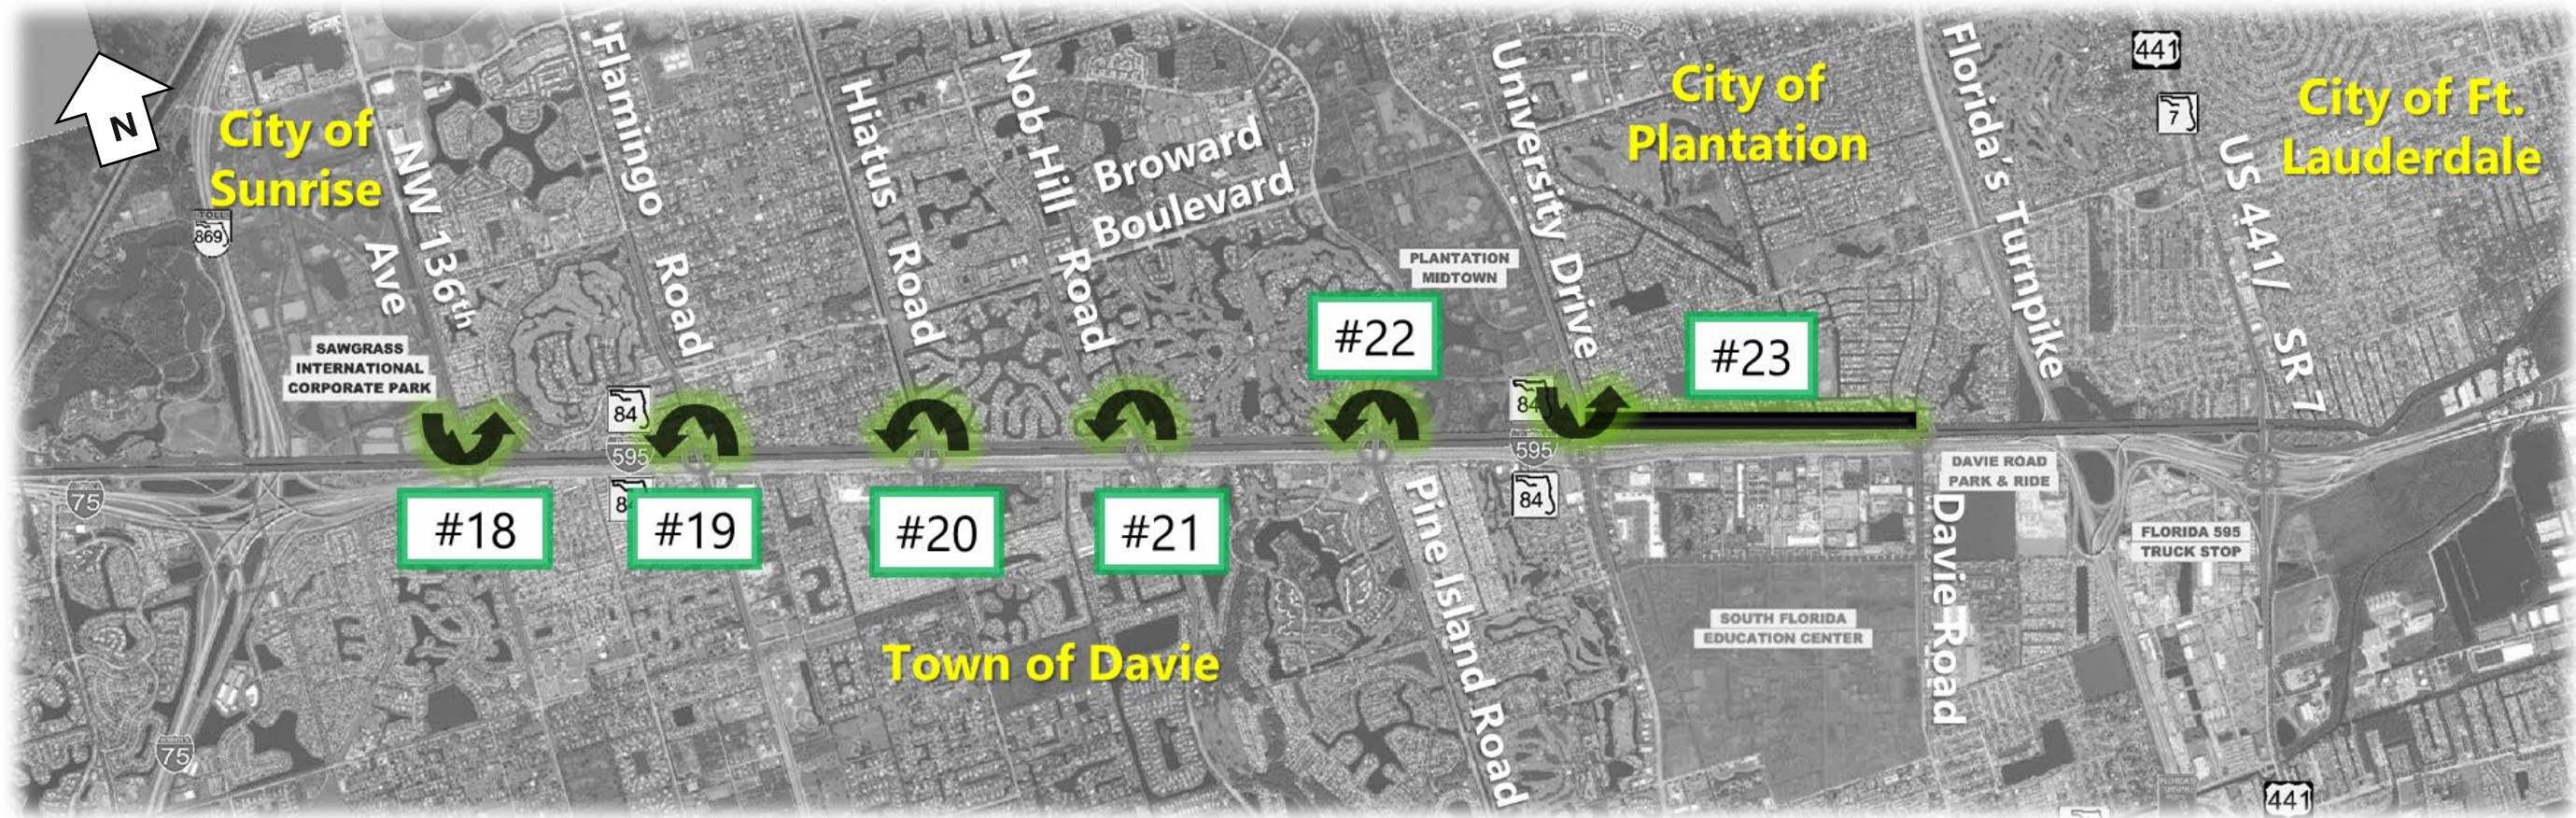 N
City of
Sunrise
TOLL
869
NW 136th
Ave
SAWGRASS
INTERNATIONAL
CORPORATE PARK
75
75
Flamingo
Road
84
595
8
Hiatus
Road
Nob Hill
Road
Broward
Boulevard
PLANTATION
MIDTOWN
University Drive
City of
Plantation
Florida's Turnpike
441
7
US 441/ SR 7
City of Ft.
Lauderdale
#18
#19
#20
#21
#22
#23
84
595
84
Pine Island Road
Town of Davie
SOUTH FLORIDA
EDUCATION CENTER
DAVIE ROAD
PARK & RIDE
Davie Road
FLORIDA 595
TRUCK STOP
441